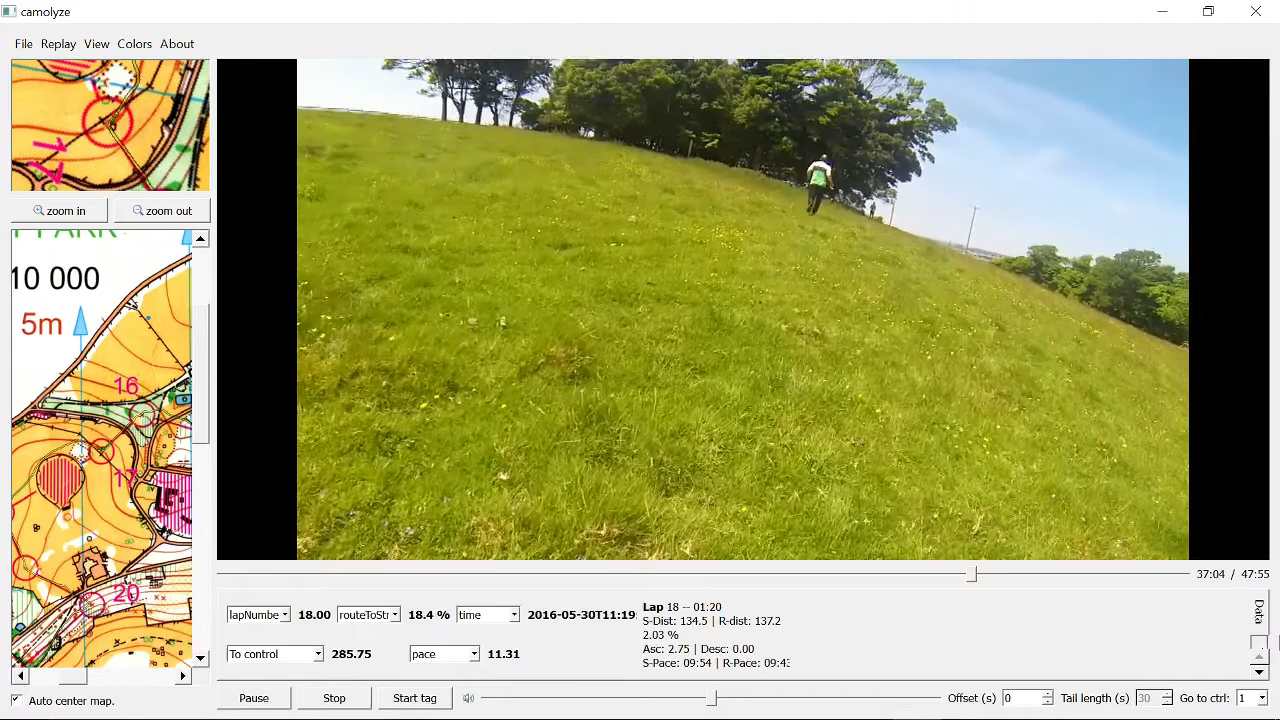 camolyze
File Replay View Colors About
zoom in zoom out
10 000
5m
16
17
20
Auto center map.
37:04 / 47:55
lapNumbe 18.00 routeToStr 18.4 % time 2016-05-30T11:19
To control 285.75 pace 11.31
Lap 18 -- 01:20
S-Dist: 134.5 | R-dist: 137.2
2.03 %
Asc: 2.75 | Desc: 0.00
S-Pace: 09:54 | R-Pace: 09:4
Data
Pause Stop Start tag Offset (s) 0 Tail length (s) 30 Go to ctrl: 1